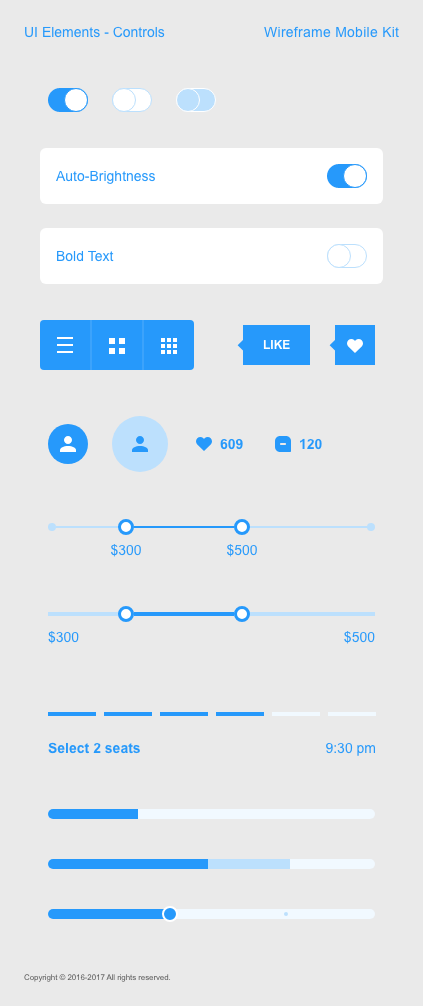 UI Elements - Controls
Wireframe Mobile Kit
Auto-Brightness
Bold Text
LIKE
609
120
$300
$500
$300
$500
Select 2 seats
9:30 pm
Copyright © 2016-2017 All rights reserved.